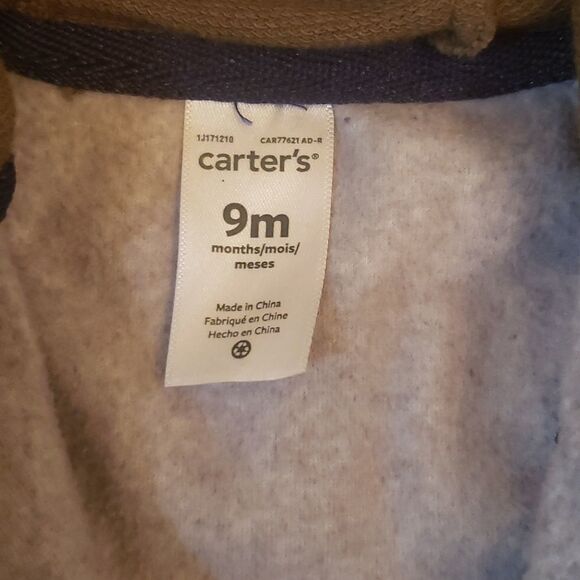 1J171210 CAR77621 AD-R
carter's®
9m
months/mois/
meses
Made in China
Fabriqué en Chine
Hecho en China